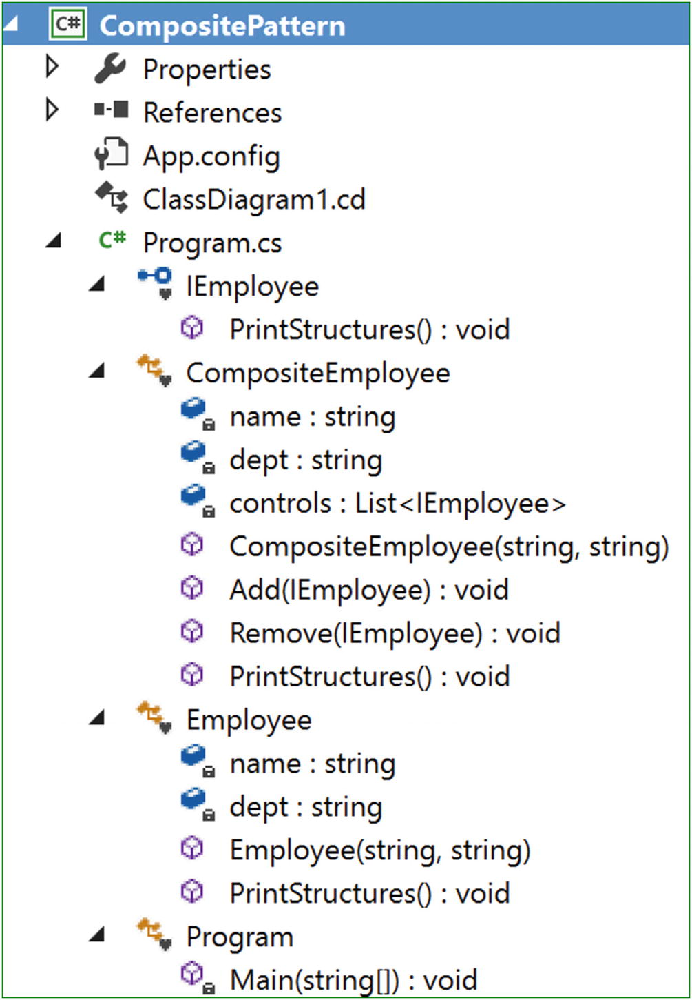 C# CompositePattern
Properties
References
App.config
ClassDiagram1.cd
C# Program.cs
IEmployee
PrintStructures() : void
CompositeEmployee
name : string
dept : string
controls : List<IEmployee>
CompositeEmployee(string, string)
Add(IEmployee) : void
Remove(IEmployee) : void
PrintStructures() : void
Employee
name : string
dept : string
Employee(string, string)
PrintStructures() : void
Program
Main(string[]) : void